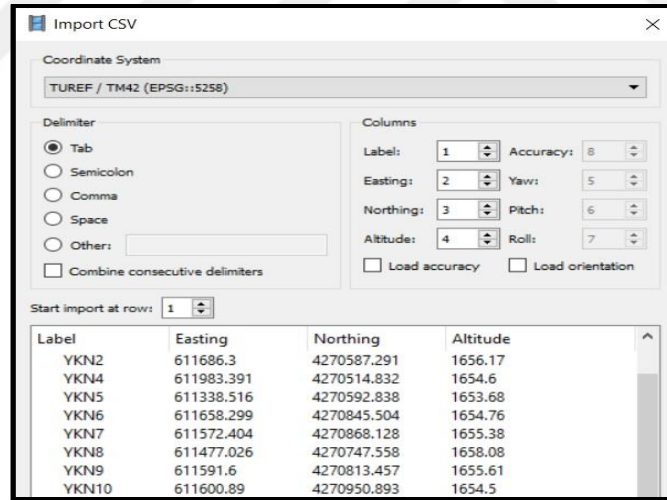 Import CSV
Coordinate System
TUREF / TM42 (EPSG::5258)
Delimiter
Tab
Semicolon
Comma
Space
Other:
Combine consecutive delimiters
Columns
Label: 1 Accuracy: 8
Easting: 2 Yaw: 5
Northing: 3 Pitch: 6
Altitude: 4 Roll: 7
Load accuracy Load orientation
Start import at row: 1
Label Easting Northing Altitude
YKN2 611686.3 4270587.291 1656.17
YKN4 611983.391 4270514.832 1654.6
YKN5 611338.516 4270592.838 1653.68
YKN6 611658.299 4270845.504 1654.76
YKN7 611572.404 4270868.128 1655.38
YKN8 611477.026 4270747.558 1658.08
YKN9 611591.6 4270813.457 1655.61
YKN10 611600.89 4270950.893 1654.5